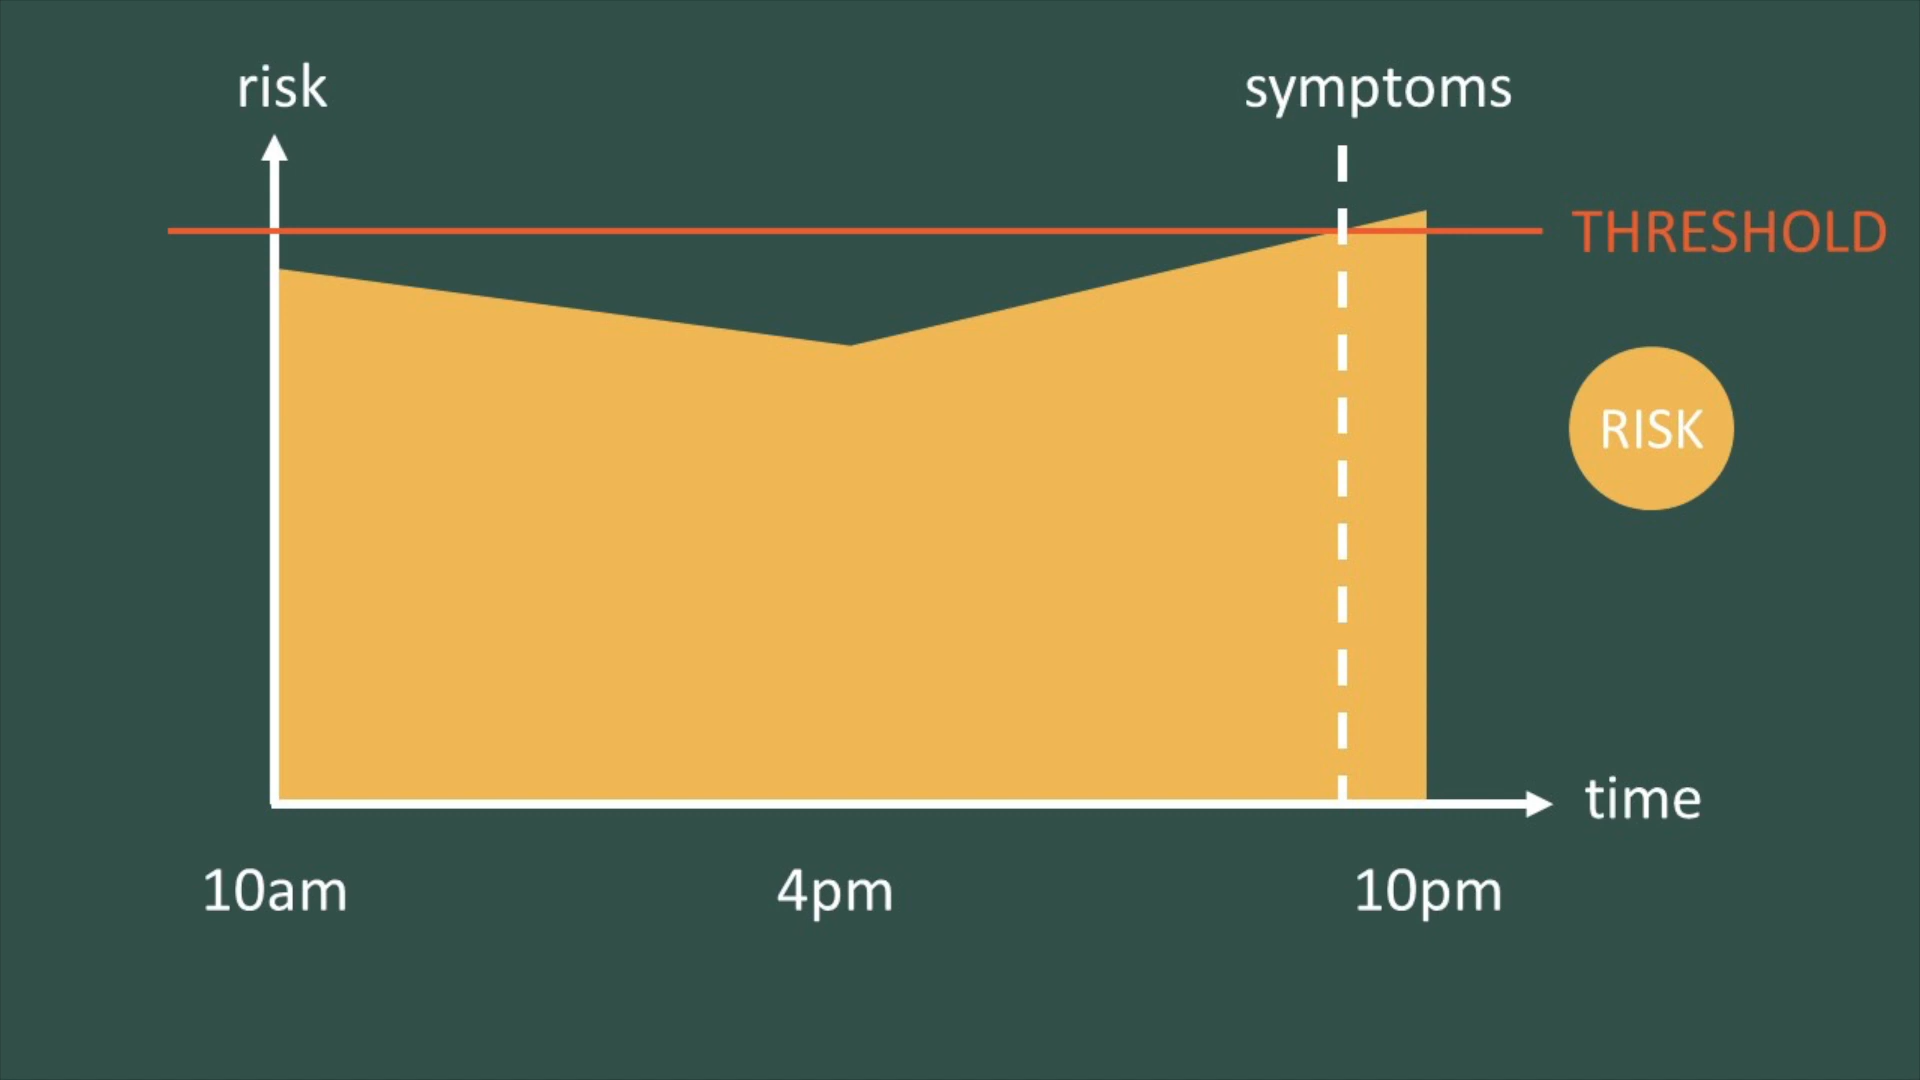 risk
symptoms
THRESHOLD
RISK
time
10am
4pm
10pm